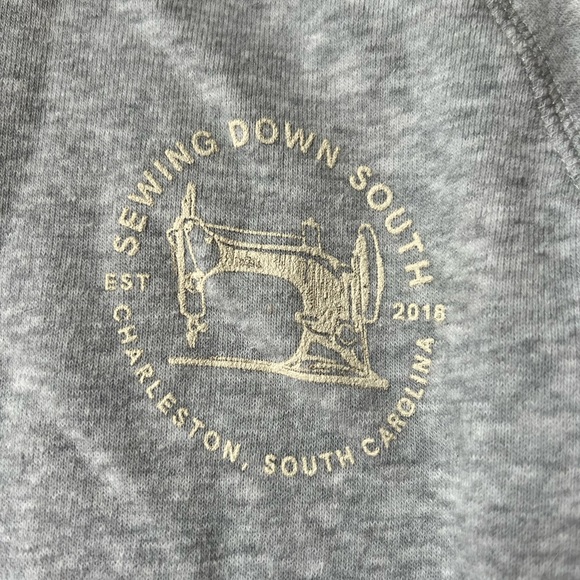 SEWING DOWN SOUTH
EST 2018
CHARLESTON, SOUTH CAROLINA